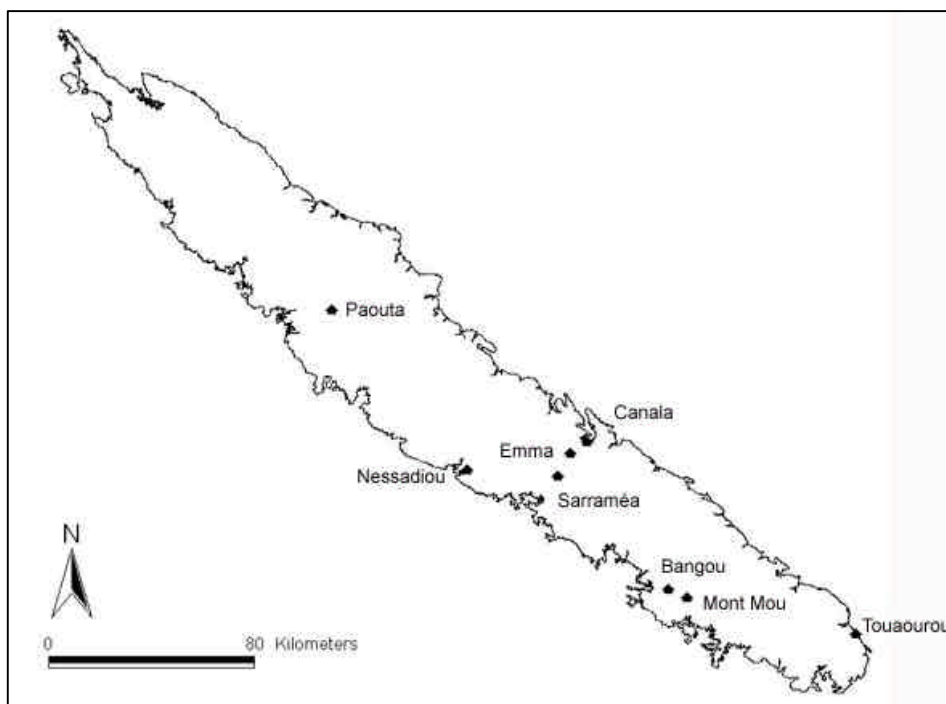 Paouta
Canala
Emma
Nessadiou
Sarraméa
Bangou
Mont Mou
Touaourou
N
0 80 Kilometers